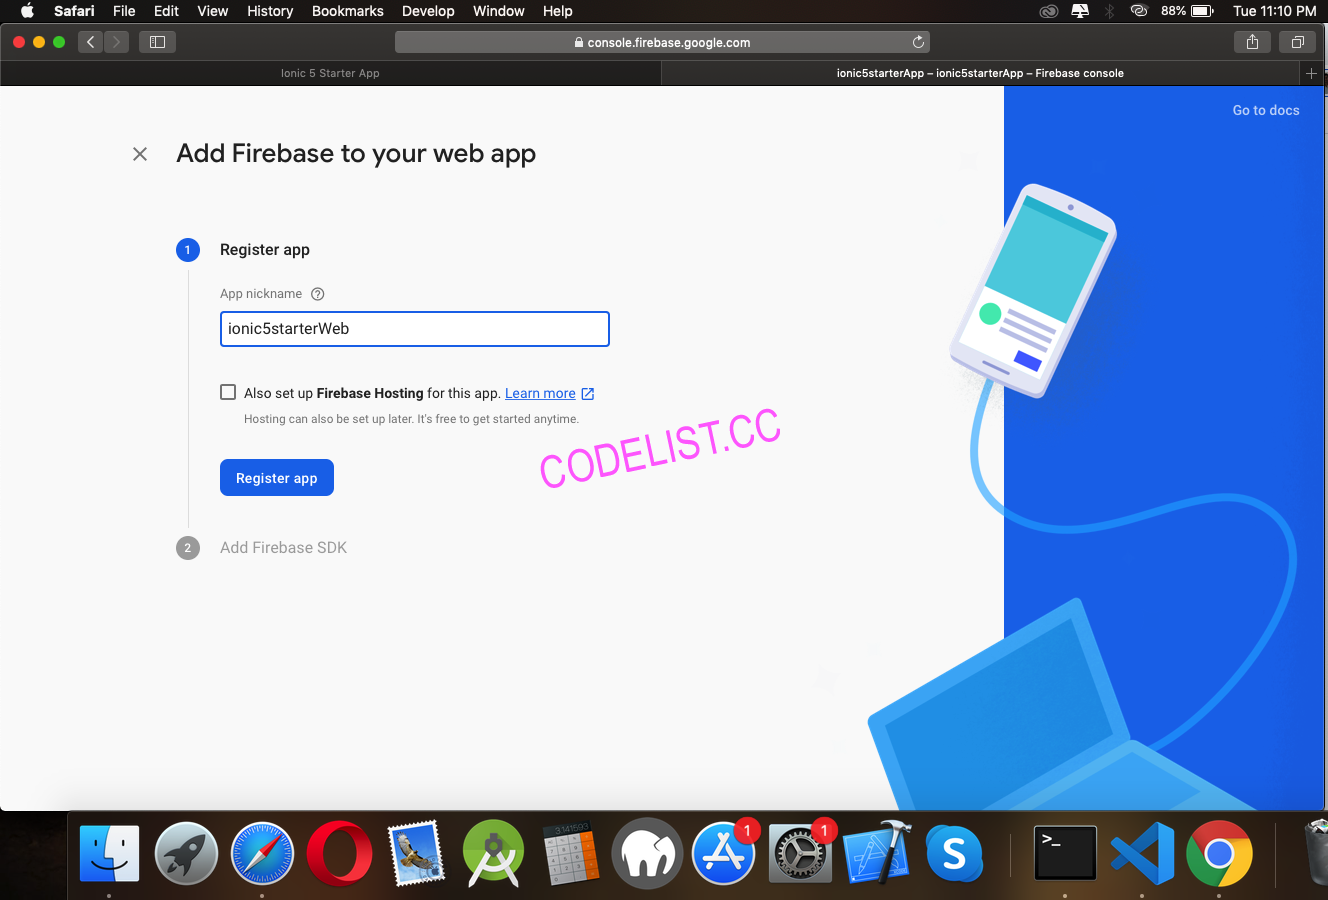 Safari File Edit View History Bookmarks Develop Window Help 88% Tue 11:10 PM
console.firebase.google.com
Ionic 5 Starter App ionic5starterApp – ionic5starterApp – Firebase console
Go to docs
Add Firebase to your web app
1 Register app
App nickname
ionic5starterWeb
Also set up Firebase Hosting for this app. Learn more
Hosting can also be set up later. It's free to get started anytime.
CODELIST.CC
Register app
2 Add Firebase SDK
3.141593
1
1
S
>_